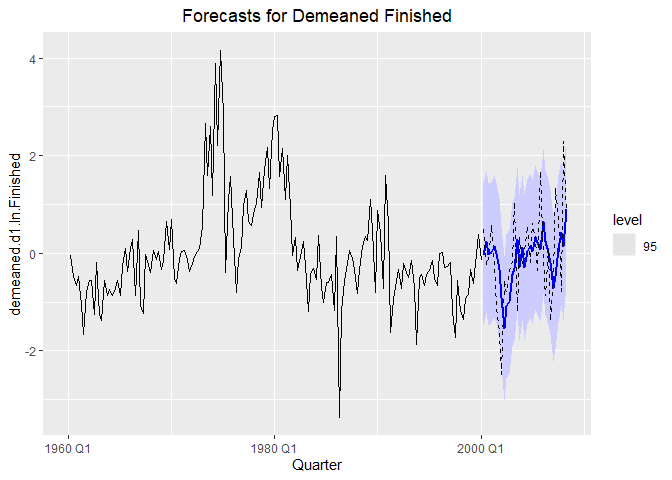 Forecasts for Demeaned Finished
demeaned.d1.ln.Finished
4
2
0
-2
1960 Q1
1980 Q1
2000 Q1
Quarter
level
95